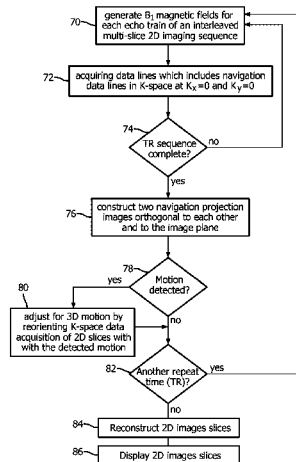 70
generate B₁ magnetic fields for
each echo train of an interleaved
multi-slice 2D imaging sequence
72
acquiring data lines which includes navigation
data lines in K-space at Kx=0 and Ky=0
74
TR sequence
complete?
no
yes
76
construct two navigation projection
images orthogonal to each other
and to the image plane
78
Motion
detected?
yes
no
80
adjust for 3D motion by
reorienting K-space data
acquisition of 2D slices with
with the detected motion
82
Another repeat
time (TR)?
yes
no
84
Reconstruct 2D images slices
86
Display 2D images slices